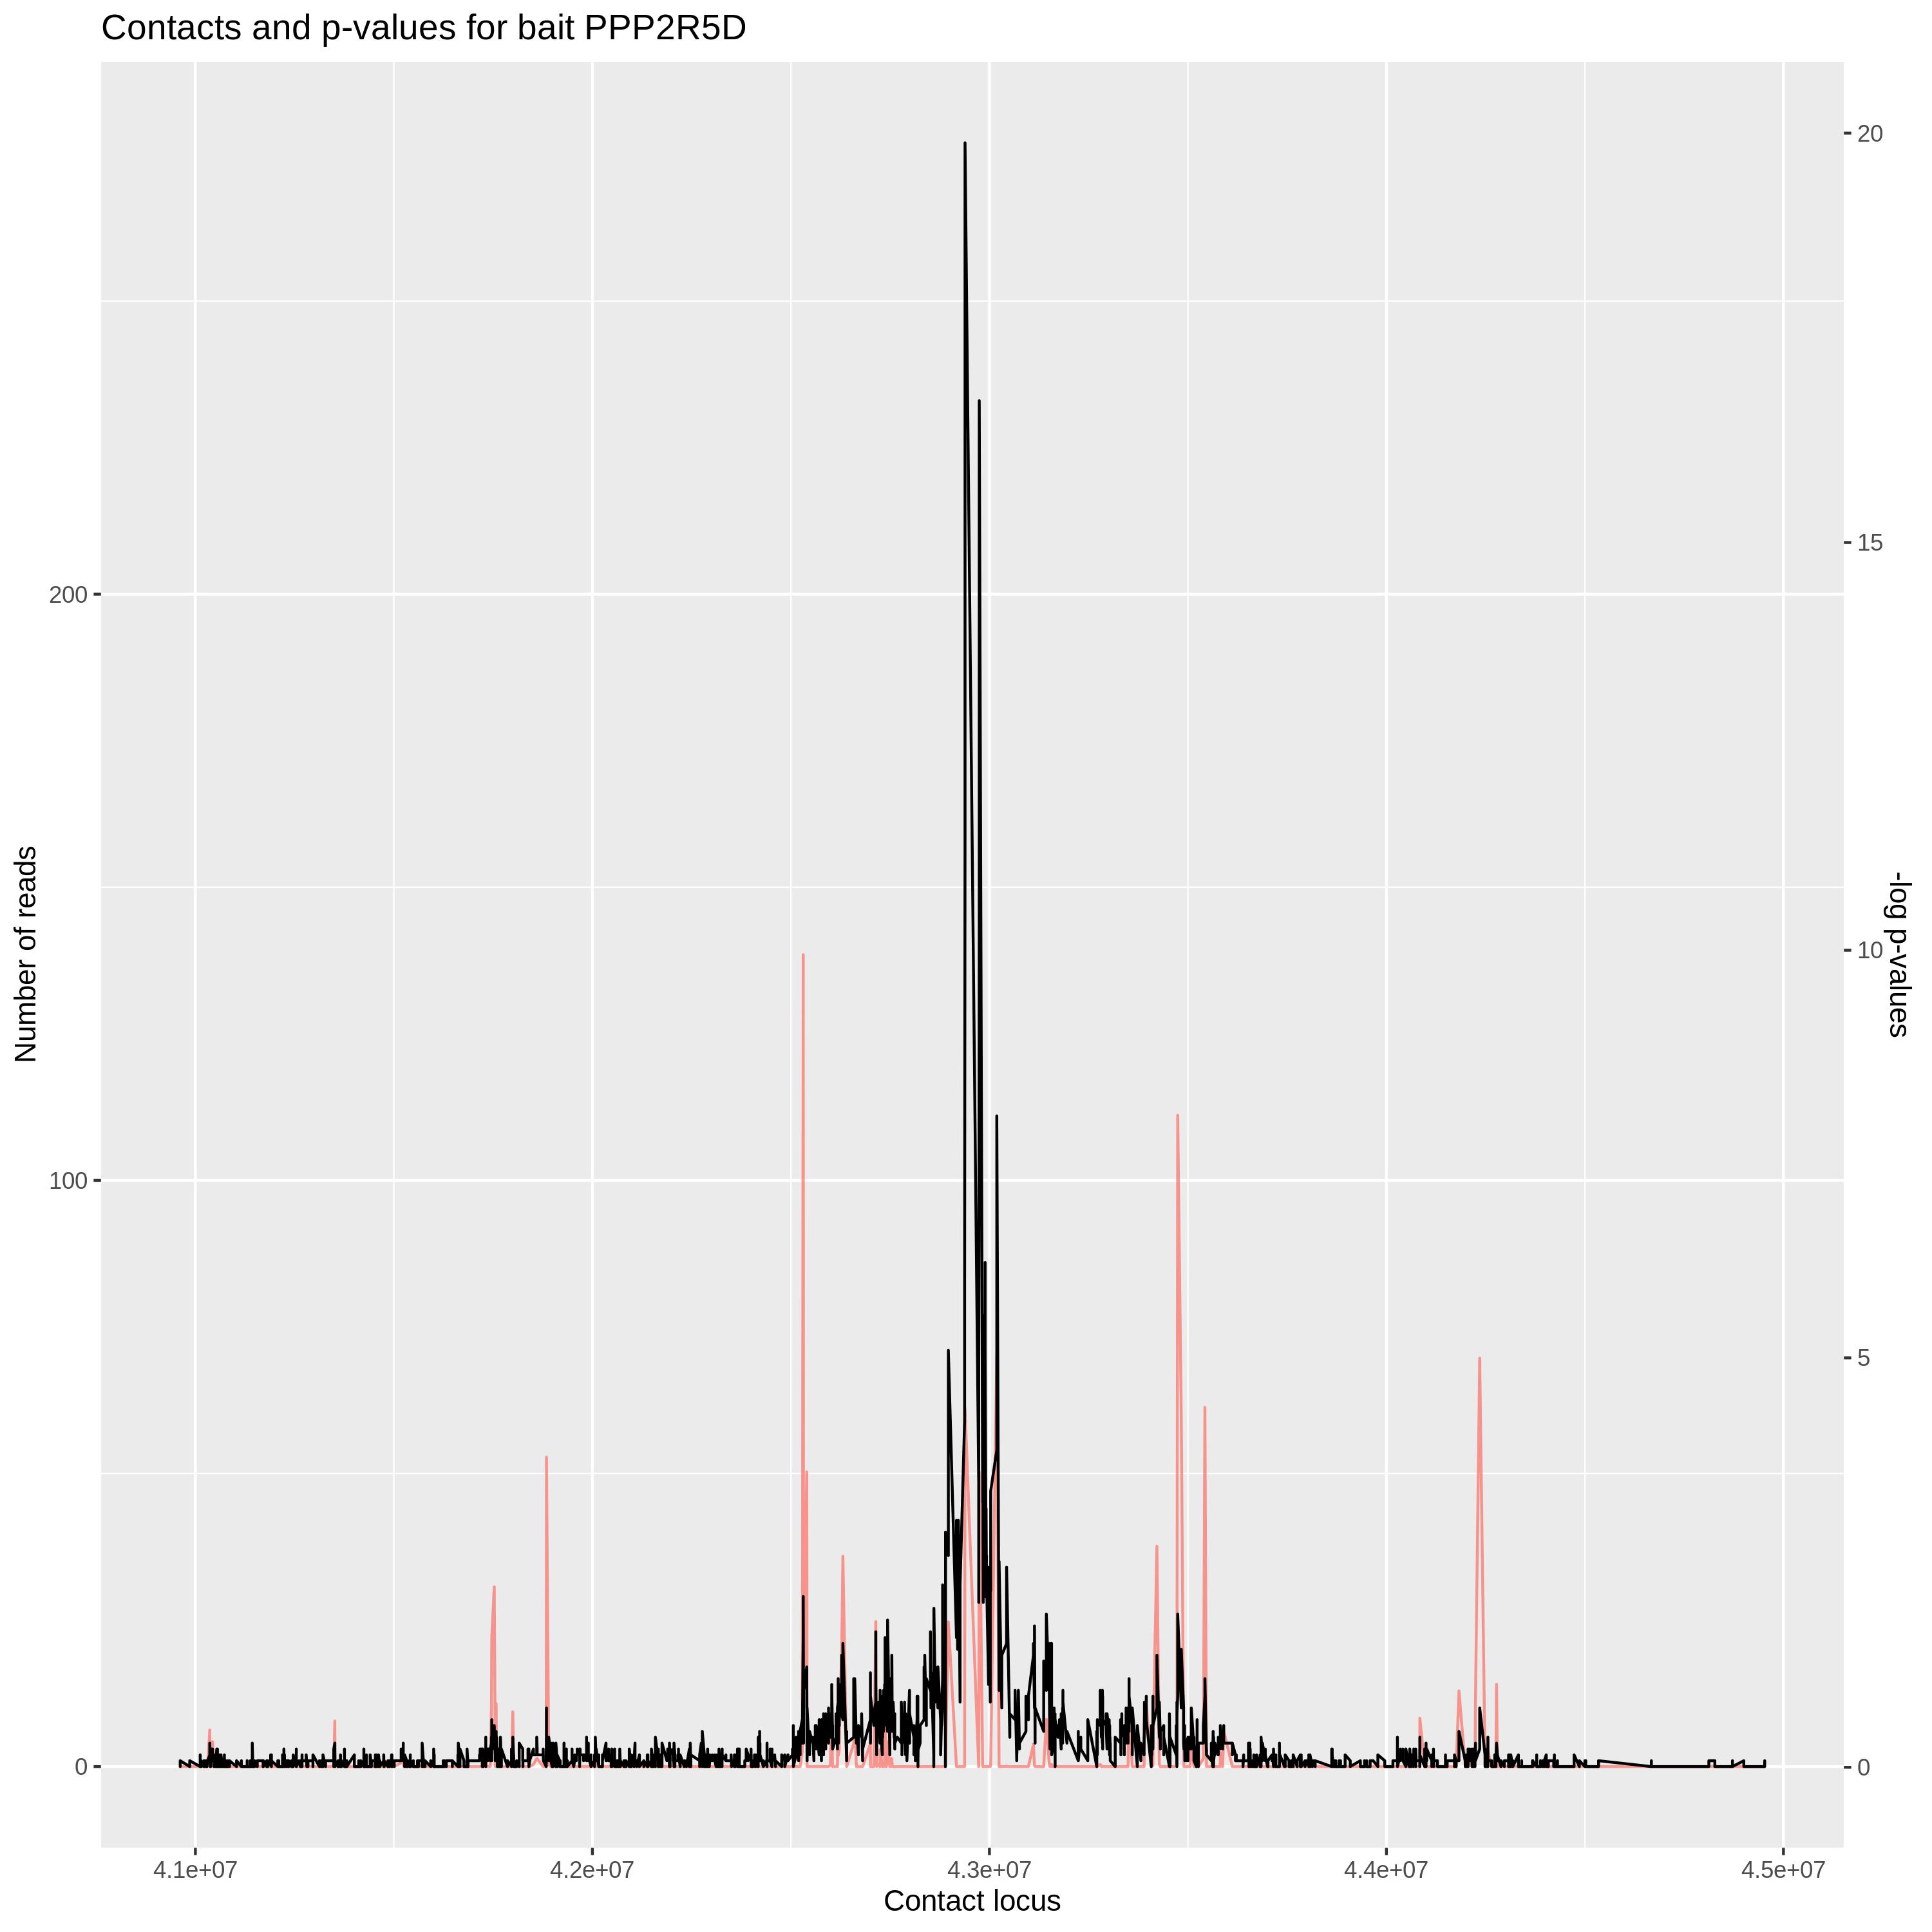 Contacts and p-values for bait PPP2R5D
20
15
200
Number of reads
-log p-values
10
100
5
0
0
4.1e+07
4.2e+07
4.3e+07
4.4e+07
4.5e+07
Contact locus